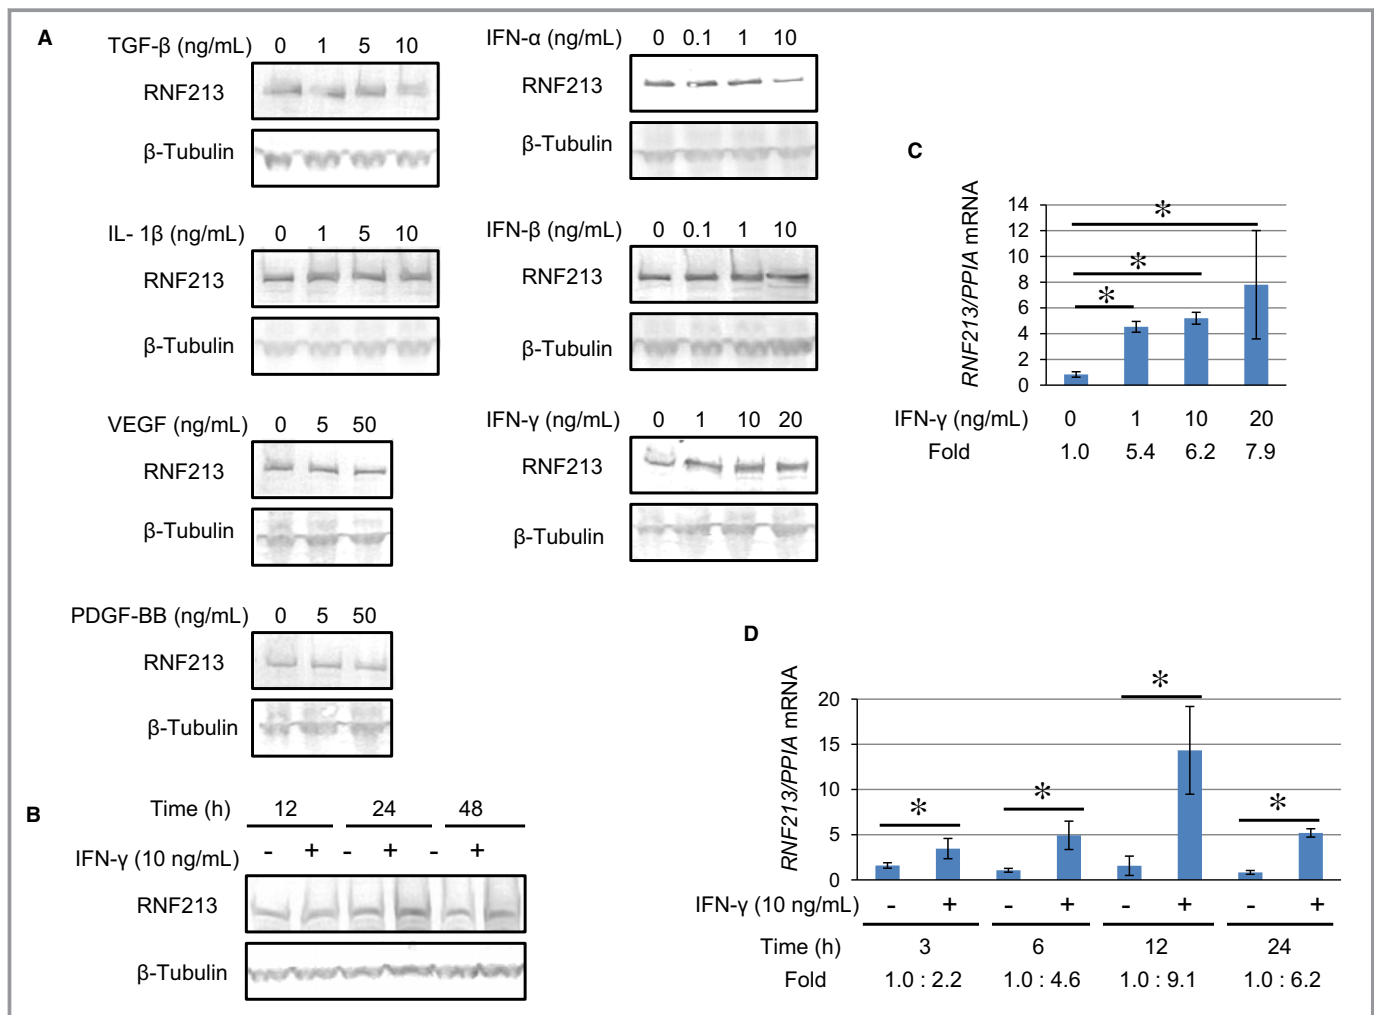 A
TGF-β (ng/mL) 0 1 5 10
RNF213
β-Tubulin
IL- 1β (ng/mL) 0 1 5 10
RNF213
β-Tubulin
VEGF (ng/mL) 0 5 50
RNF213
β-Tubulin
PDGF-BB (ng/mL) 0 5 50
RNF213
β-Tubulin
IFN-α (ng/mL) 0 0.1 1 10
RNF213
β-Tubulin
IFN-β (ng/mL) 0 0.1 1 10
RNF213
β-Tubulin
IFN-γ (ng/mL) 0 1 10 20
RNF213
β-Tubulin
B
Time (h) 12 24 48
IFN-γ (10 ng/mL) - + - + - +
RNF213
β-Tubulin
C
RNF213/PPIA mRNA
14
12
10
8
6
4
2
0
* * *
IFN-γ (ng/mL) 0 1 10 20
Fold 1.0 5.4 6.2 7.9
D
RNF213/PPIA mRNA
20
15
10
5
0
* * * *
IFN-γ (10 ng/mL) - + - + - + - +
Time (h) 3 6 12 24
Fold 1.0 : 2.2 1.0 : 4.6 1.0 : 9.1 1.0 : 6.2